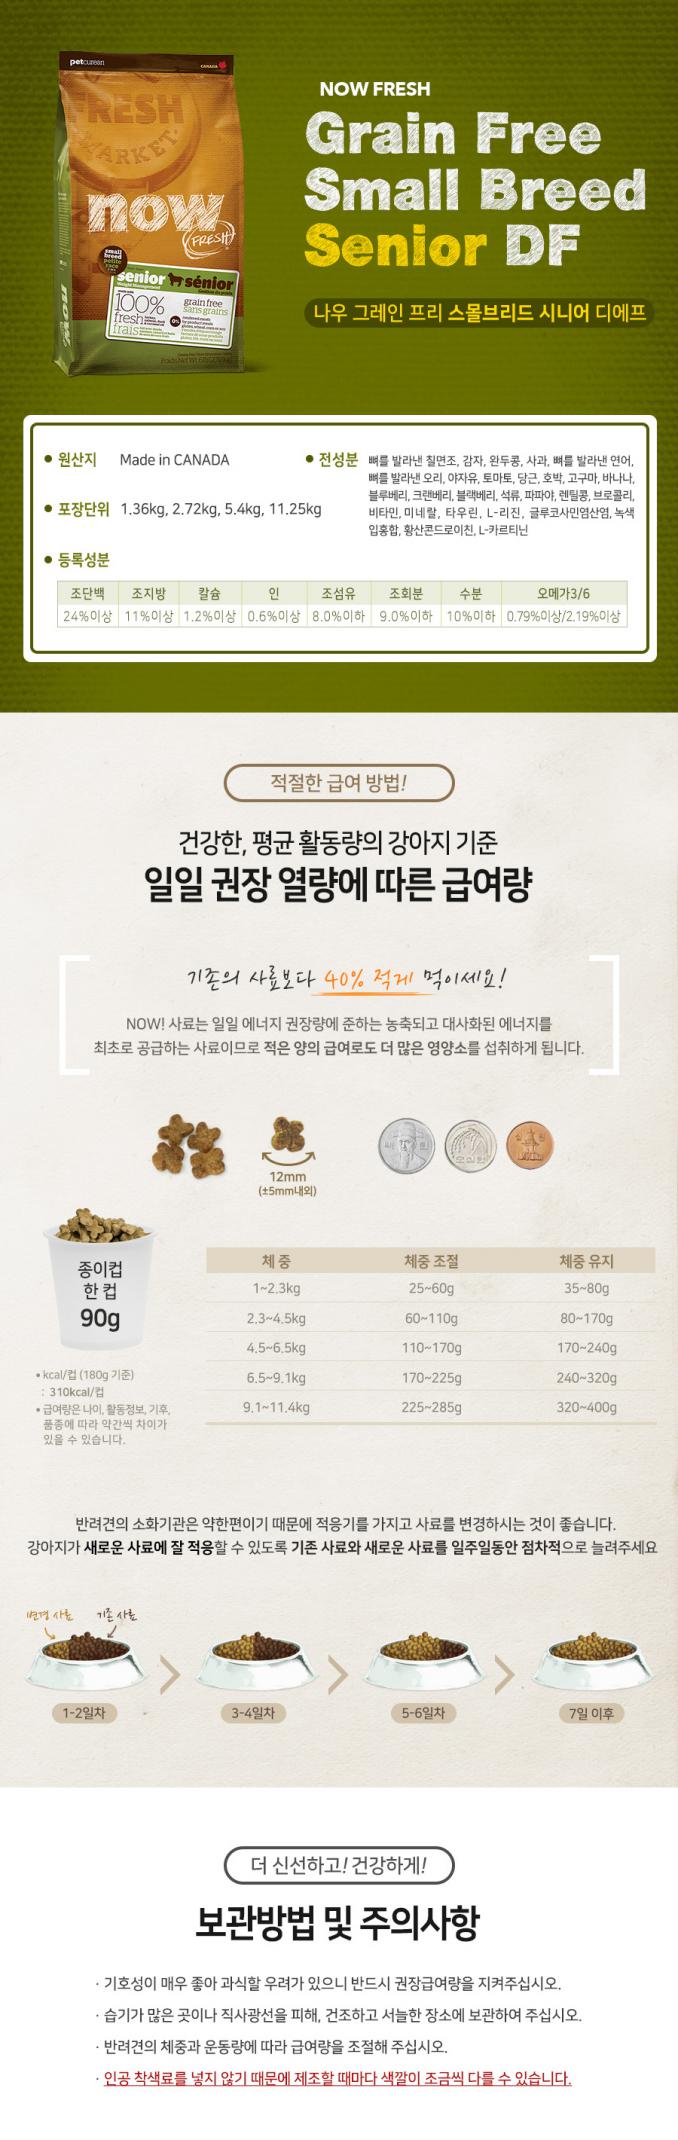 petcurean
CANADA
FRESH
MARKET
now
FRESH
small
breed
petite
race
senior sénior
Weight Management
100%
fresh
frais
grain free
sans grains
0%
now
NOW FRESH
Grain Free
Small Breed
Senior DF
나우 그레인 프리 스몰브리드 시니어 디에프
● 원산지 Made in CANADA
● 포장단위 1.36kg, 2.72kg, 5.4kg, 11.25kg
● 전성분 뼈를 발라낸 칠면조, 감자, 완두콩, 사과, 뼈를 발라낸 연어,
뼈를 발라낸 오리, 야자유, 토마토, 당근, 호박, 고구마, 바나나,
블루베리, 크랜베리, 블랙베리, 석류, 파파야, 렌틸콩, 브로콜리,
비타민, 미네랄, 타우린, L-리진, 글루코사민염산염, 녹색
입홍합, 황산콘드로이친, L-카르티닌
● 등록성분
조단백 조지방 칼슘 인 조섬유 조회분 수분 오메가3/6
24%이상 11%이상 1.2%이상 0.6%이상 8.0%이하 9.0%이하 10%이하 0.79%이상/2.19%이상
적절한 급여 방법!
건강한, 평균 활동량의 강아지 기준
일일 권장 열량에 따른 급여량
기존의 사료보다 40% 적게 먹이세요!
NOW! 사료는 일일 에너지 권장량에 준하는 농축되고 대사화된 에너지를
최초로 공급하는 사료이므로 적은 양의 급여로도 더 많은 영양소를 섭취하게 됩니다.
12mm
(±5mm내외)
종이컵
한 컵
90g
• kcal/컵 (180g 기준)
: 310kcal/컵
• 급여량은 나이, 활동정보, 기후,
품종에 따라 약간씩 차이가
있을 수 있습니다.
체 중 체중 조절 체중 유지
1~2.3kg 25~60g 35~80g
2.3~4.5kg 60~110g 80~170g
4.5~6.5kg 110~170g 170~240g
6.5~9.1kg 170~225g 240~320g
9.1~11.4kg 225~285g 320~400g
반려견의 소화기관은 약한편이기 때문에 적응기를 가지고 사료를 변경하시는 것이 좋습니다.
강아지가 새로운 사료에 잘 적응할 수 있도록 기존 사료와 새로운 사료를 일주일동안 점차적으로 늘려주세요
변경 사료 기존 사료
1-2일차 3-4일차 5-6일차 7일 이후
더 신선하고! 건강하게!
보관방법 및 주의사항
· 기호성이 매우 좋아 과식할 우려가 있으니 반드시 권장급여량을 지켜주십시오.
· 습기가 많은 곳이나 직사광선을 피해, 건조하고 서늘한 장소에 보관하여 주십시오.
· 반려견의 체중과 운동량에 따라 급여량을 조절해 주십시오.
· 인공 착색료를 넣지 않기 때문에 제조할 때마다 색깔이 조금씩 다를 수 있습니다.